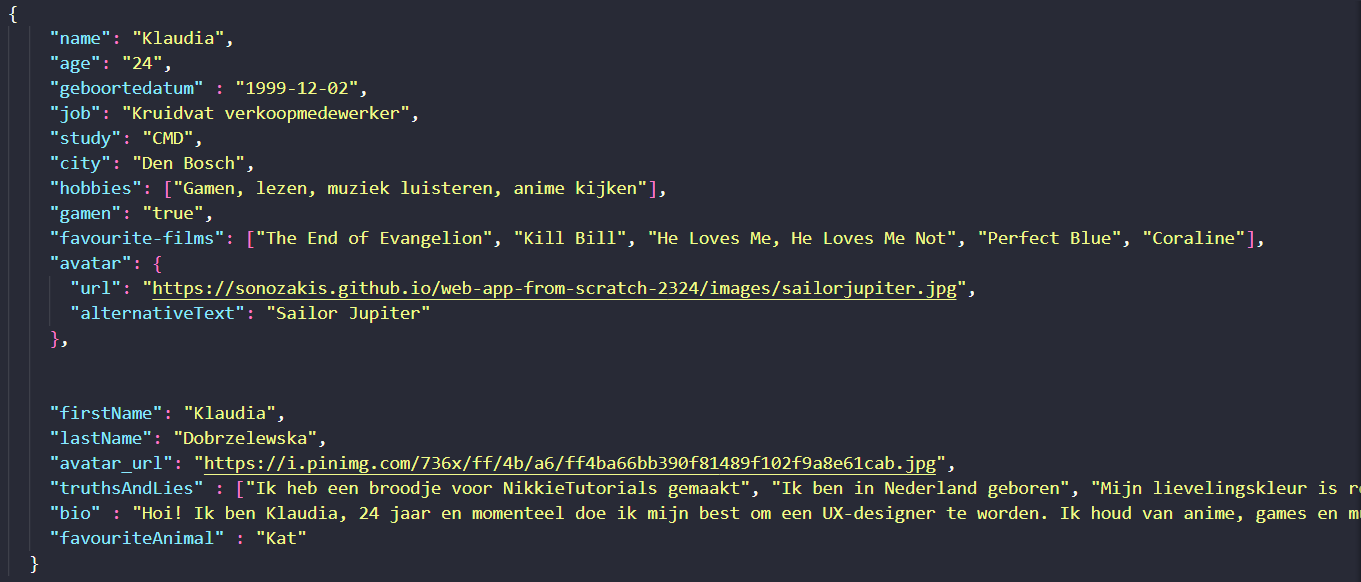 {
"name": "Klaudia",
"age": "24",
"geboortedatum" : "1999-12-02",
"job": "Kruidvat verkoopmedewerker",
"study": "CMD",
"city": "Den Bosch",
"hobbies": ["Gamen, lezen, muziek luisteren, anime kijken"],
"gamen": "true",
"favourite-films": ["The End of Evangelion", "Kill Bill", "He Loves Me, He Loves Me Not", "Perfect Blue", "Coraline"],
"avatar": {
"url": "https://sonozakis.github.io/web-app-from-scratch-2324/images/sailorjupiter.jpg",
"alternativeText": "Sailor Jupiter"
},
"firstName": "Klaudia",
"lastName": "Dobrzelewska",
"avatar_url": "https://i.pinimg.com/736x/ff/4b/a6/ff4ba66bb390f81489f102f9a8e61cab.jpg",
"truthsAndLies" : ["Ik heb een broodje voor NikkieTutorials gemaakt", "Ik ben in Nederland geboren", "Mijn lievelingskleur is
"bio" : "Hoi! Ik ben Klaudia, 24 jaar en momenteel doe ik mijn best om een UX-designer te worden. Ik houd van anime, games en
"favouriteAnimal" : "Kat"
}